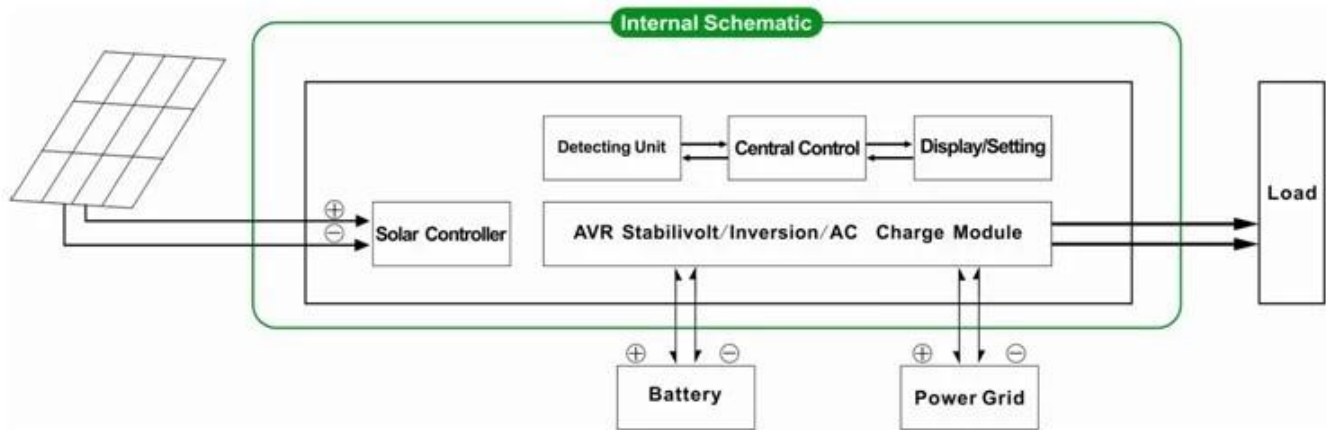 Internal Schematic
Detecting Unit
Central Control
Display/Setting
Load
⊕
⊖
Solar Controller
AVR Stabilivolt/Inversion/AC Charge Module
⊕ ⊖
⊕ ⊖
Battery
Power Grid